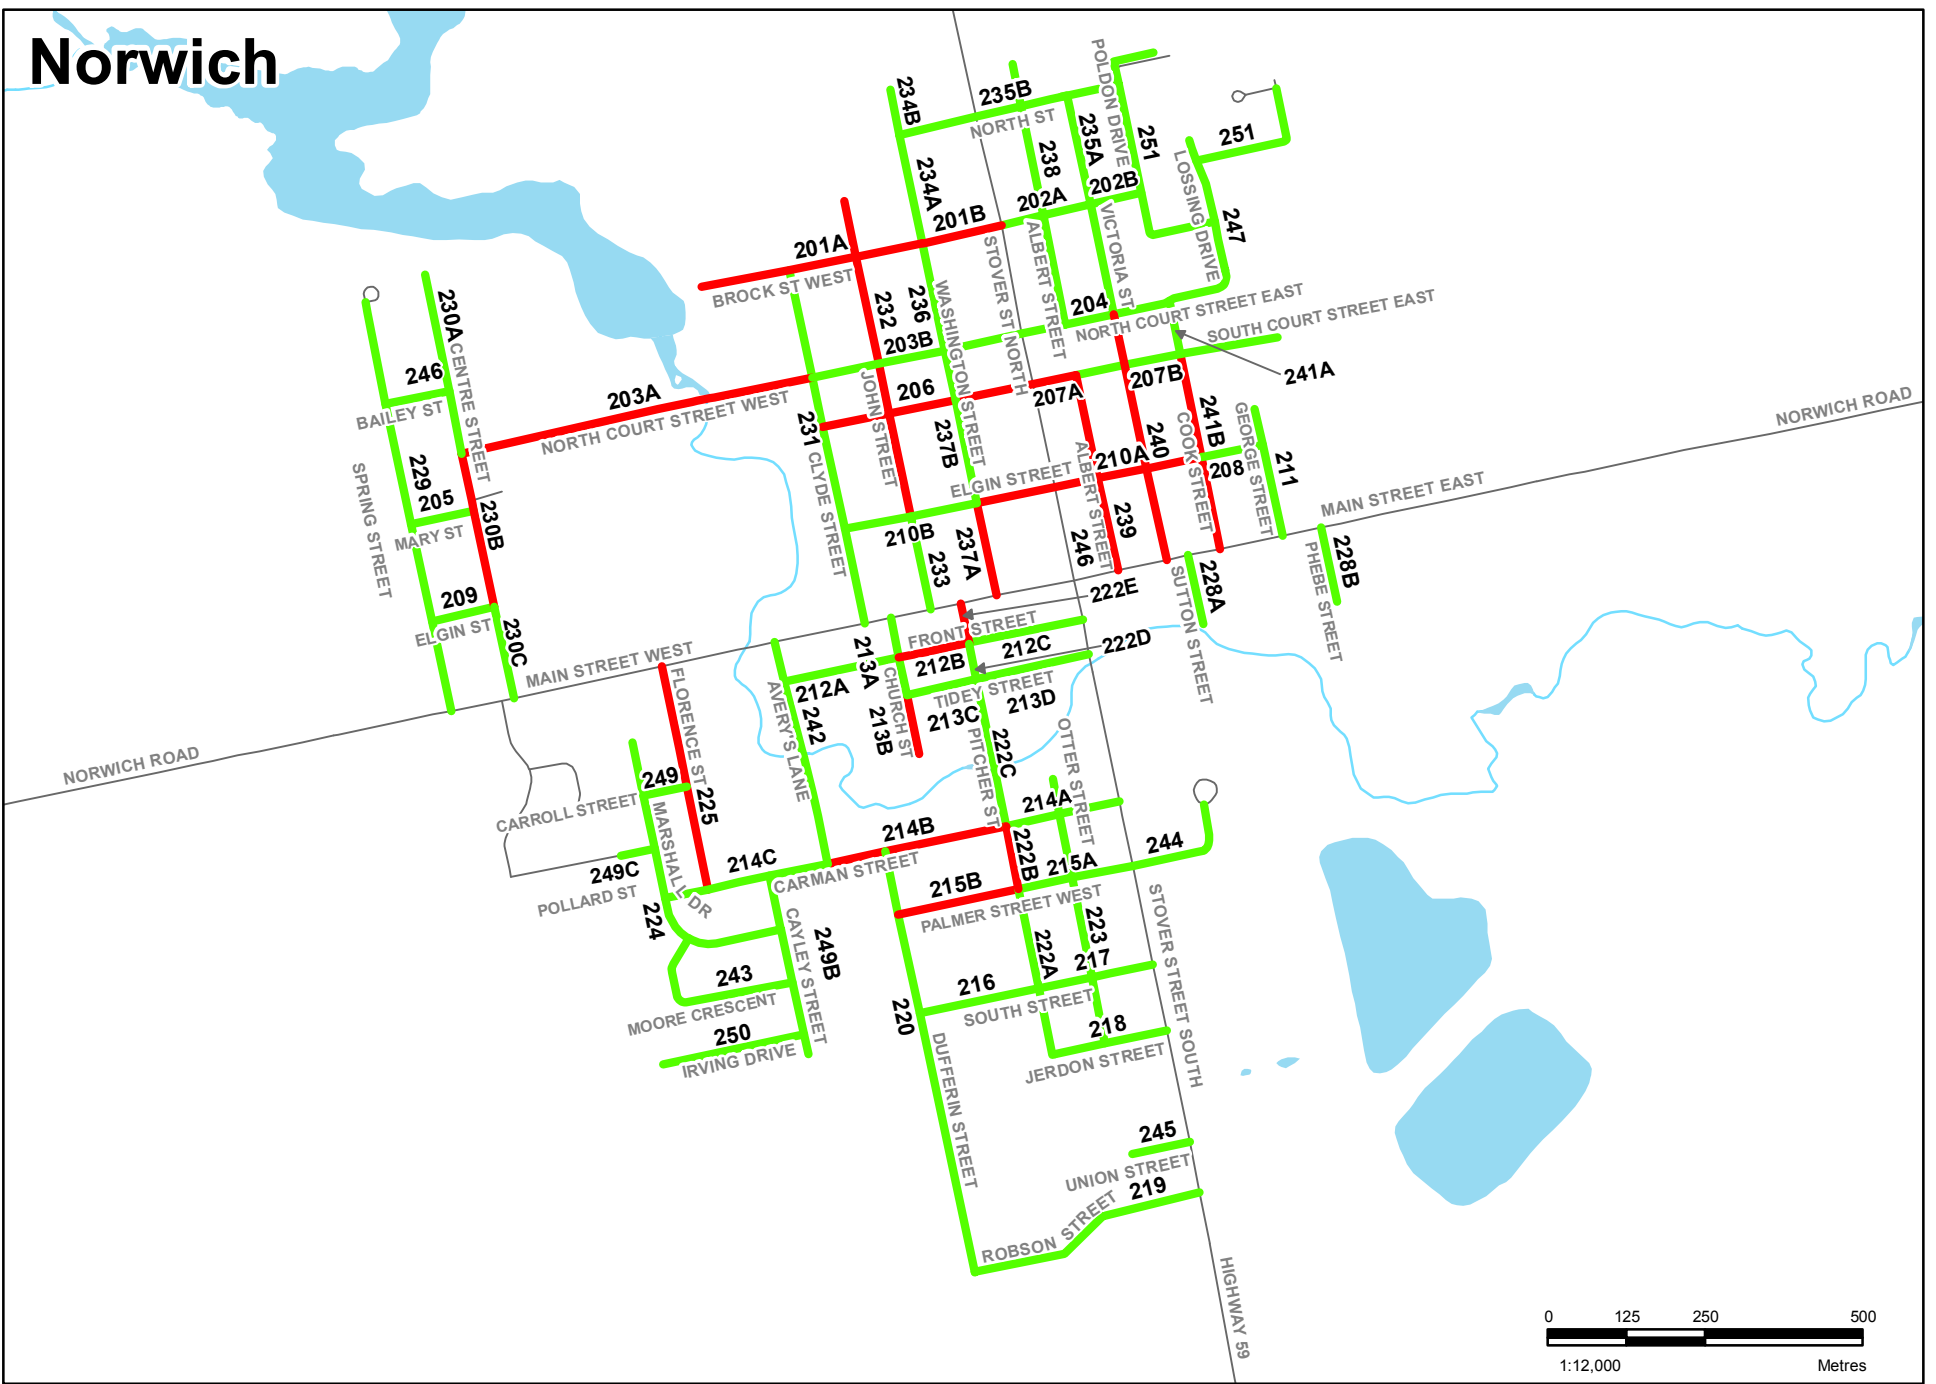 Norwich
234B
235B
NORTH ST
POLDON DRIVE
235A
251
251
238
234A
202B
202A
LOSSING DRIVE
247
201B
201A
BROCK ST WEST
STOVER ST NORTH
ALBERT STREET
VICTORIA ST
232
236
WASHINGTON STREET
204
NORTH COURT STREET EAST
SOUTH COURT STREET EAST
203B
241A
230A
CENTRE STREET
246
BAILEY ST
203A
NORTH COURT STREET WEST
JOHN STREET
206
207A
207B
231
CLYDE STREET
237B
240
COOK STREET
241B
GEORGE STREET
211
NORWICH ROAD
229
205
MARY ST
SPRING STREET
230B
ELGIN STREET
ALBERT STREET
210A
208
MAIN STREET EAST
210B
233
237A
246
239
228A
SUTTON STREET
228B
PHEBE STREET
209
ELGIN ST
230C
222E
FRONT STREET
212C
222D
213A
212B
MAIN STREET WEST
212A
CHURCH ST
TIDEY STREET
213D
213C
213B
FLORENCE ST
AVERY'S LANE
242
PITCHER ST
222C
OTTER STREET
NORWICH ROAD
249
CARROLL STREET
225
MARSHALL DR
214A
214B
222B
244
214C
CARMAN STREET
215A
249C
POLLARD ST
215B
PALMER STREET WEST
STOVER STREET SOUTH
224
CAYLEY STREET
249B
222A
223
217
243
MOORE CRESCENT
216
SOUTH STREET
220
DUFFERIN STREET
218
JERDON STREET
250
IRVING DRIVE
245
UNION STREET
219
ROBSON STREET
HIGHWAY 59
0 125 250 500
1:12,000 Metres